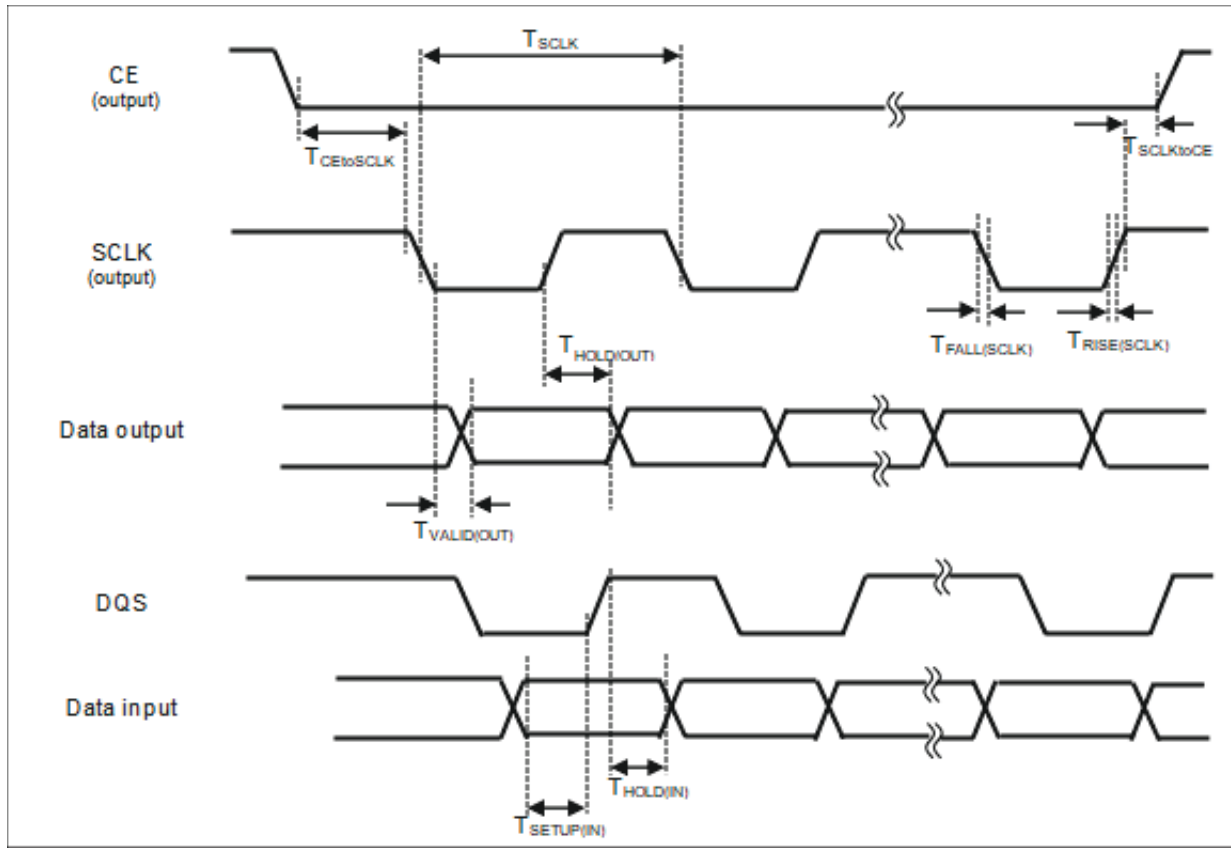 TSCLK
CE
(output)
TCEtoSCLK
TSCLKtoCE
SCLK
(output)
THOLD(OUT)
TFALL(SCLK)
TRISE(SCLK)
Data output
TVALID(OUT)
DQS
Data input
THOLD(IN)
TSETUP(IN)